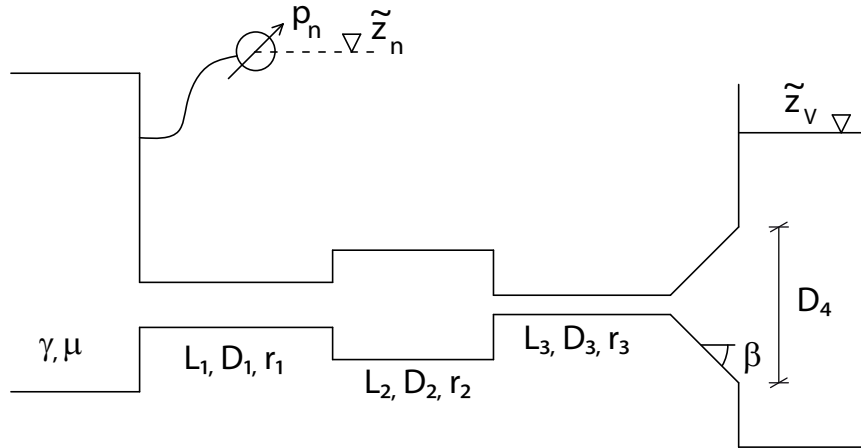 pₙ
z̃ₙ
z̃ᵥ
D₄
γ, μ
L₁, D₁, r₁
L₂, D₂, r₂
L₃, D₃, r₃
β